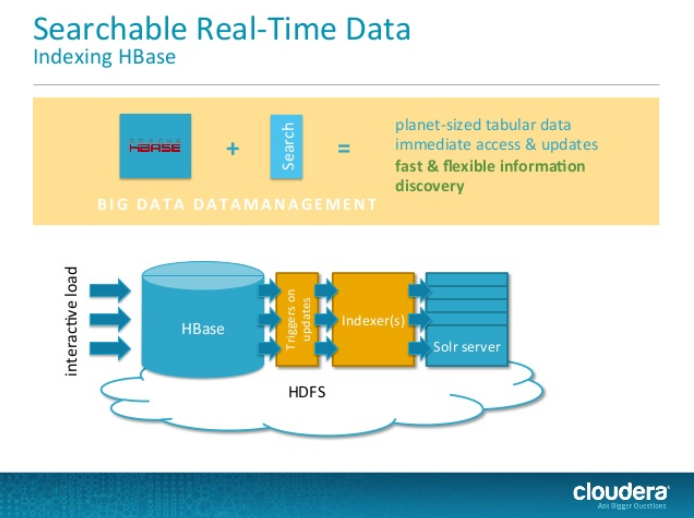 Searchable Real-Time Data
Indexing HBase
APACHE
HBASE
+
Search
=
planet-sized tabular data
immediate access & updates
fast & flexible information
discovery
BIG DATA DATAMANAGEMENT
interactive load
HBase
Triggers on
updates
Indexer(s)
Solr server
HDFS
cloudera
Ask Bigger Questions